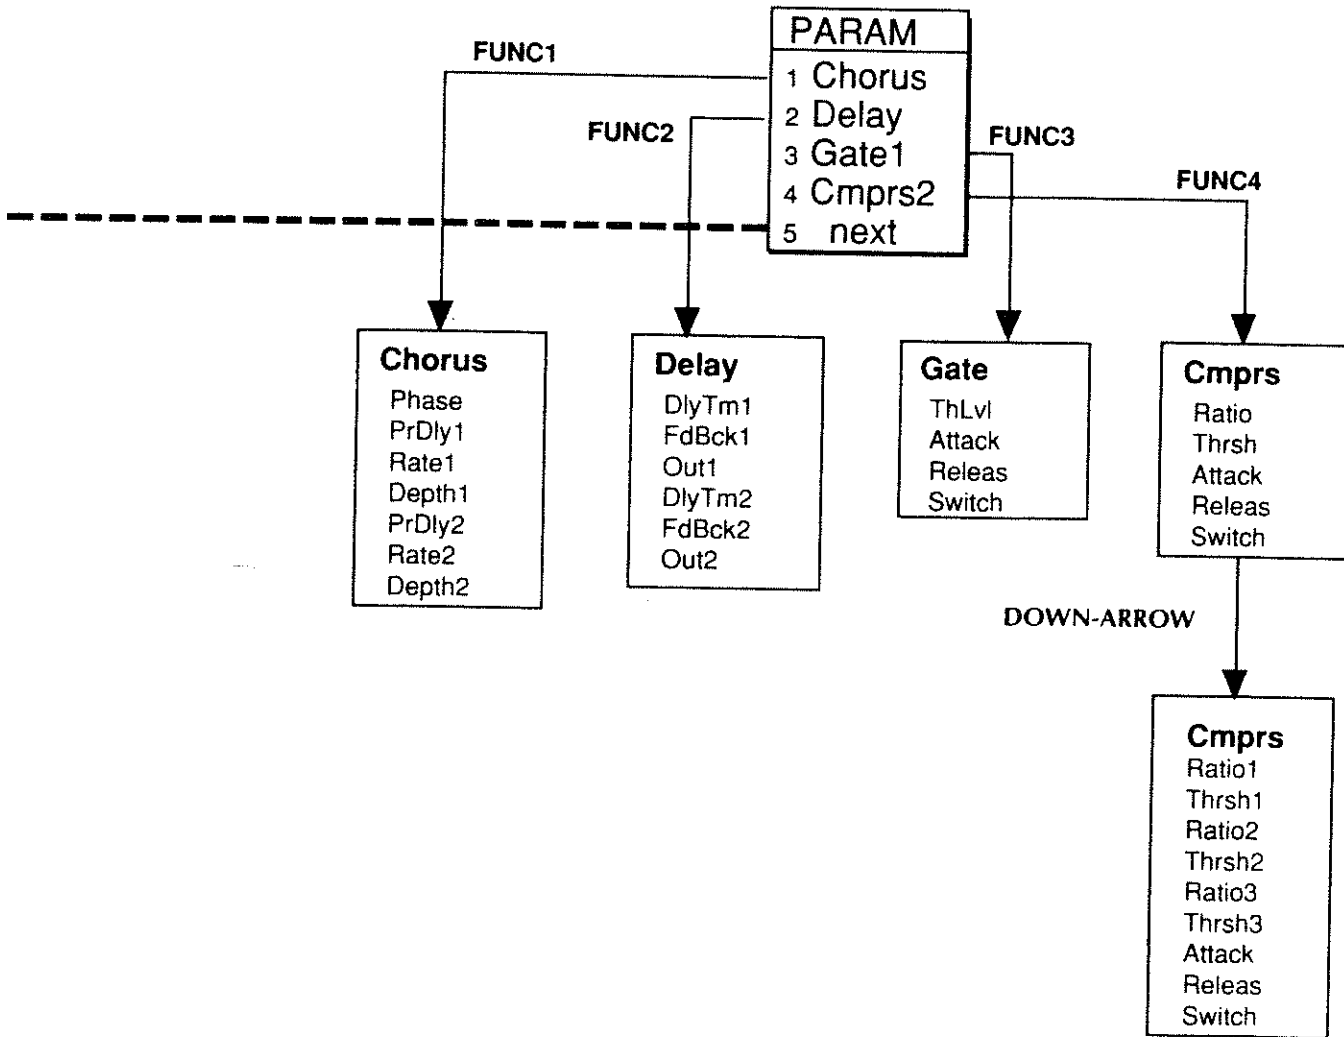 PARAM
1 Chorus
2 Delay
3 Gate1
4 Cmprs2
5 next
FUNC1
FUNC2
FUNC3
FUNC4
Chorus
Phase
PrDly1
Rate1
Depth1
PrDly2
Rate2
Depth2
Delay
DlyTm1
FdBck1
Out1
DlyTm2
FdBck2
Out2
Gate
ThLvl
Attack
Releas
Switch
Cmprs
Ratio
Thrsh
Attack
Releas
Switch
DOWN-ARROW
Cmprs
Ratio1
Thrsh1
Ratio2
Thrsh2
Ratio3
Thrsh3
Attack
Releas
Switch